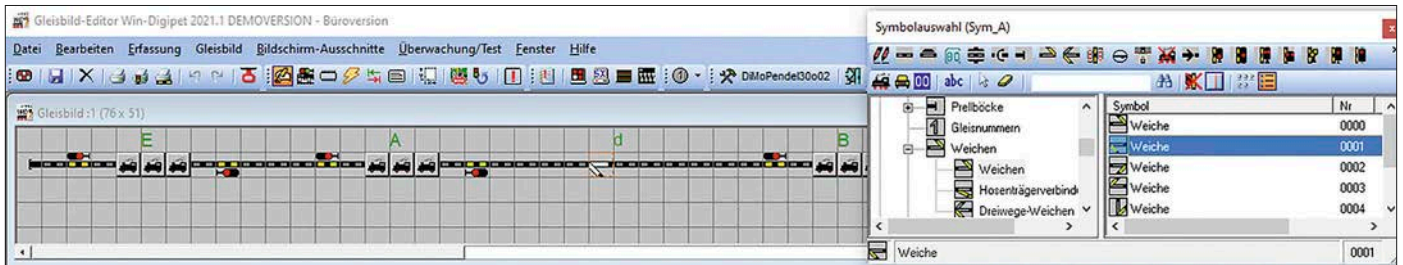 Gleisbild-Editor Win-Digipet 2021.1 DEMOVERSION - Büroversion
Datei Bearbeiten Erfassung Gleisbild Bildschirm-Ausschnitte Überwachung/Test Fenster Hilfe
DiMoPendel30o02
Gleisbild :1 (76 x 51)
E A d B
Symbolauswahl (Sym_A)
abc
Prellböcke
Gleisnummern
Weichen
Weichen
Hosenträgerverbind
Dreiwege-Weichen
Symbol Nr
Weiche 0000
Weiche 0001
Weiche 0002
Weiche 0003
Weiche 0004
Weiche 0001